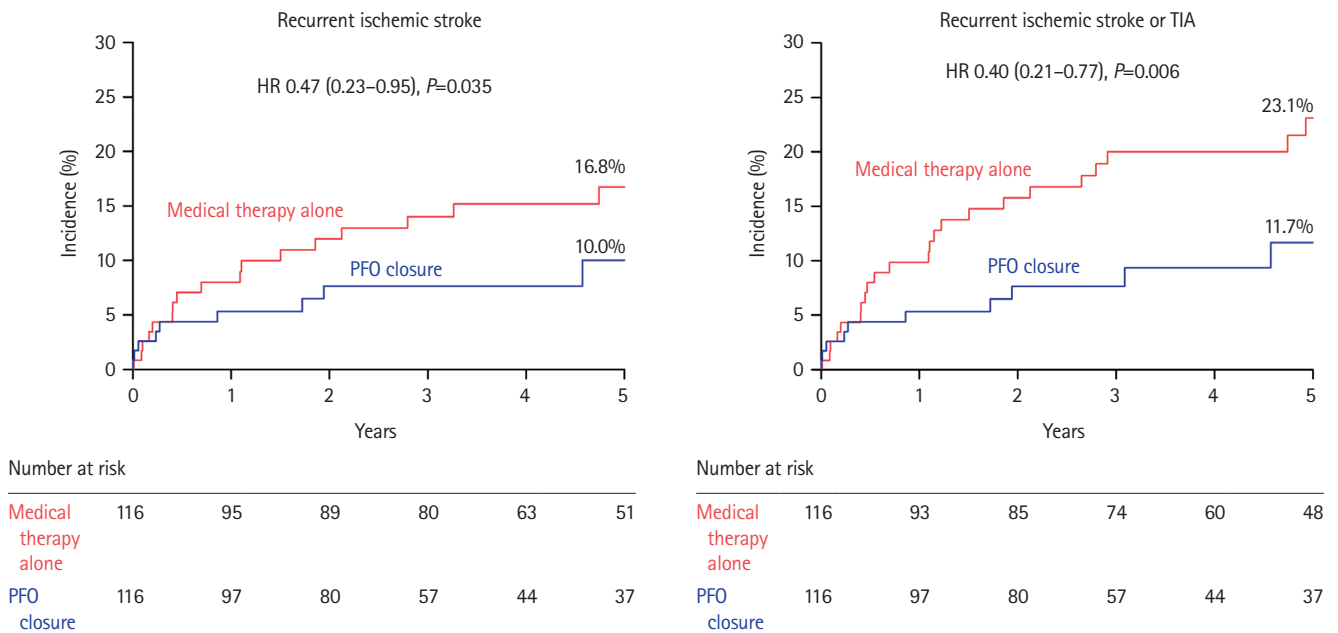 Recurrent ischemic stroke
HR 0.47 (0.23–0.95), P=0.035
30
25
20
15
10
5
0
Incidence (%)
16.8%
Medical therapy alone
10.0%
PFO closure
0 1 2 3 4 5
Years
Number at risk
Medical 116 95 89 80 63 51
therapy
alone
PFO 116 97 80 57 44 37
closure
Recurrent ischemic stroke or TIA
HR 0.40 (0.21–0.77), P=0.006
30
25
20
15
10
5
0
Incidence (%)
23.1%
Medical therapy alone
11.7%
PFO closure
0 1 2 3 4 5
Years
Number at risk
Medical 116 93 85 74 60 48
therapy
alone
PFO 116 97 80 57 44 37
closure